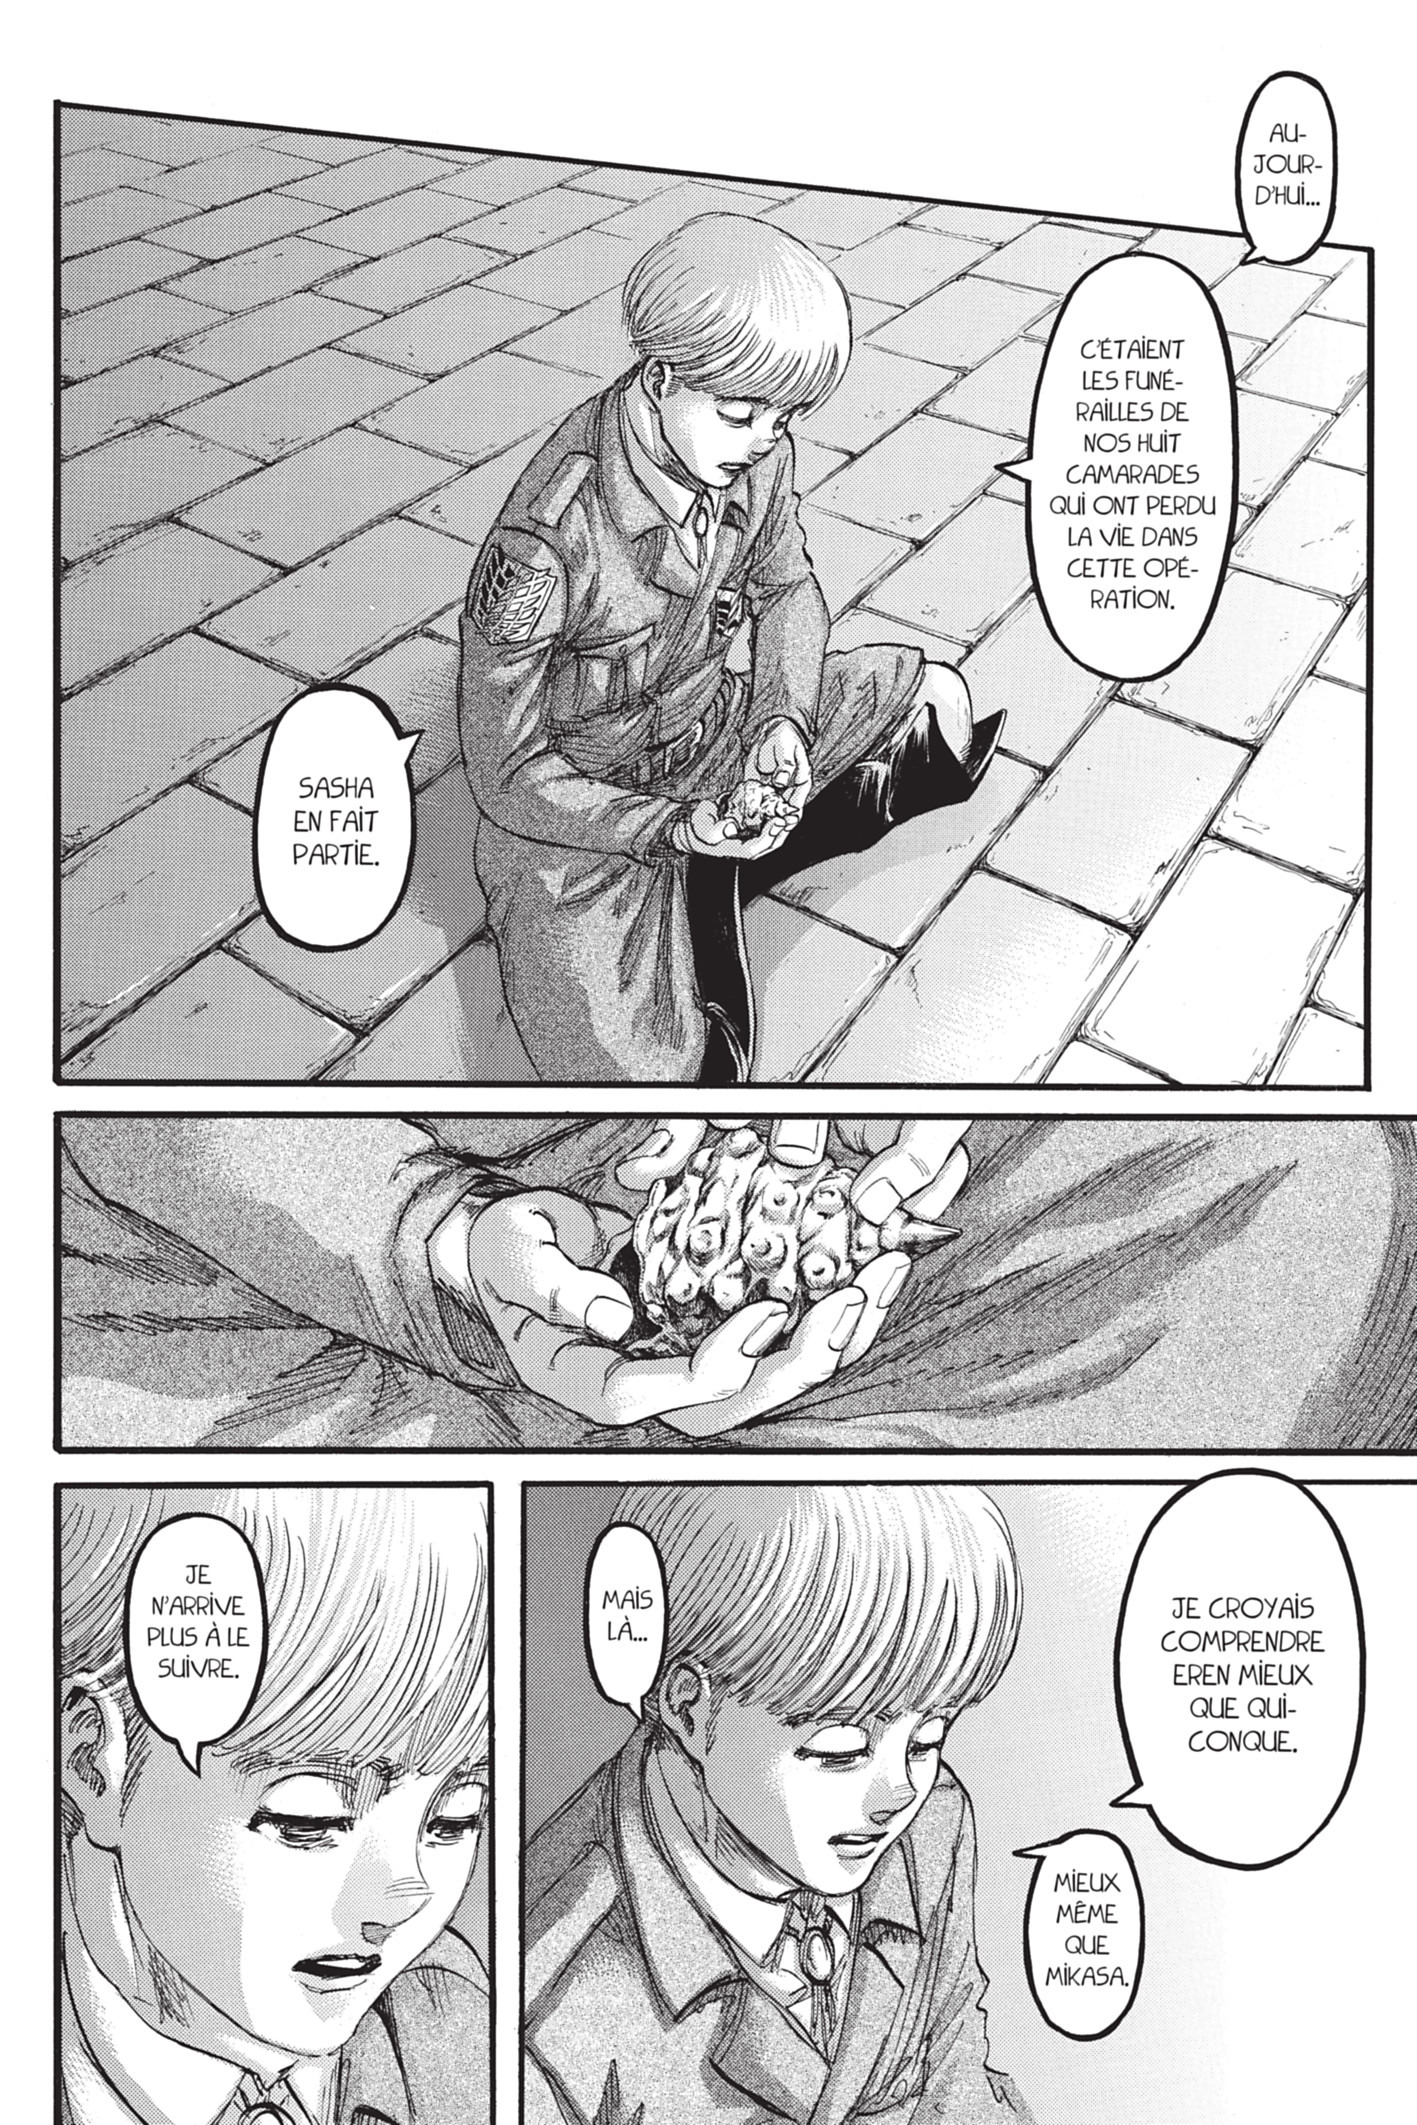 AU-
JOUR-
D'HUI...
C'ÉTAIENT
LES FUNÉ-
RAILLES DE
NOS HUIT
CAMARADES
QUI ONT PERDU
LA VIE DANS
CETTE OPÉ-
RATION.
SASHA
EN FAIT
PARTIE.
JE CROYAIS
COMPRENDRE
EREN MIEUX
QUE QUI-
CONQUE.
MIEUX
MÊME
QUE
MIKASA.
MAIS
LÀ...
JE
N'ARRIVE
PLUS À LE
SUIVRE.